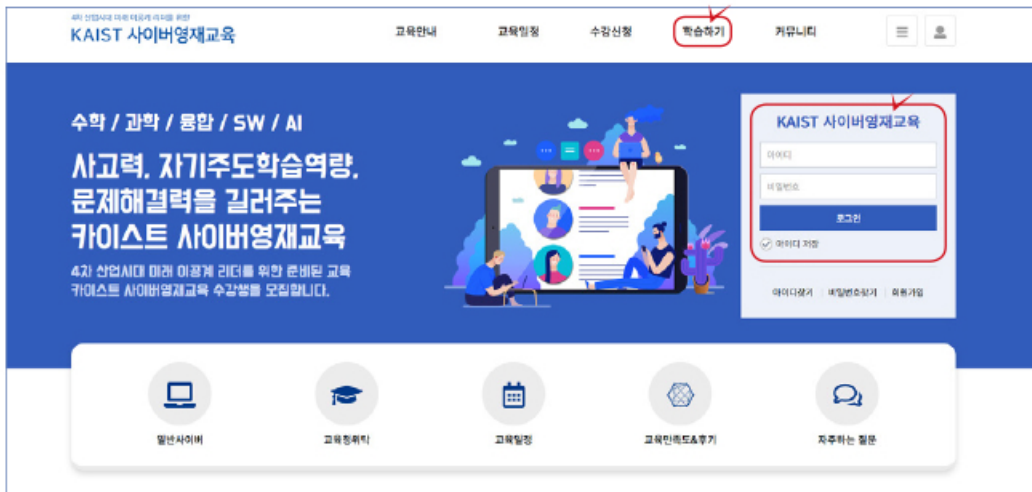 4차 산업시대 미래 이공계 리더를 위한
KAIST 사이버영재교육
교육안내
교육일정
수강신청
학습하기
커뮤니티
수학 / 과학 / 융합 / SW / AI
사고력, 자기주도학습역량,
문제해결력을 길러주는
카이스트 사이버영재교육
4차 산업시대 미래 이공계 리더를 위한 준비된 교육
카이스트 사이버영재교육 수강생을 모집합니다.
KAIST 사이버영재교육
아이디
비밀번호
로그인
아이디 저장
아이디찾기 비밀번호찾기 회원가입
일반사이버
교육청위탁
교육일정
교육만족도&후기
자주하는 질문